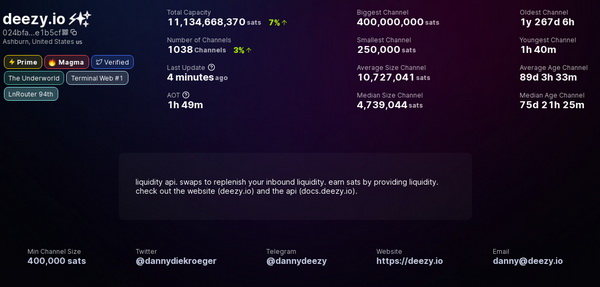 deezy.io
024bfa...e1b5cf
Ashburn, United States US
Prime
Magma
Verified
The Underworld
Terminal Web #1
LnRouter 94th
Total Capacity
11,134,668,370 sats 7%
Number of Channels
1038 Channels 3%
Last Update
4 minutes ago
AOT
1h 49m
Biggest Channel
400,000,000 sats
Smallest Channel
250,000 sats
Average Size Channel
10,727,041 sats
Median Size Channel
4,739,044 sats
Oldest Channel
1y 267d 6h
Youngest Channel
1h 40m
Average Age Channel
89d 3h 33m
Median Age Channel
75d 21h 25m
liquidity api. swaps to replenish your inbound liquidity. earn sats by providing liquidity.
check out the website (deezy.io) and the api (docs.deezy.io).
Min Channel Size
400,000 sats
Twitter
@dannydiekroeger
Telegram
@dannydeezy
Website
https://deezy.io
Email
danny@deezy.io